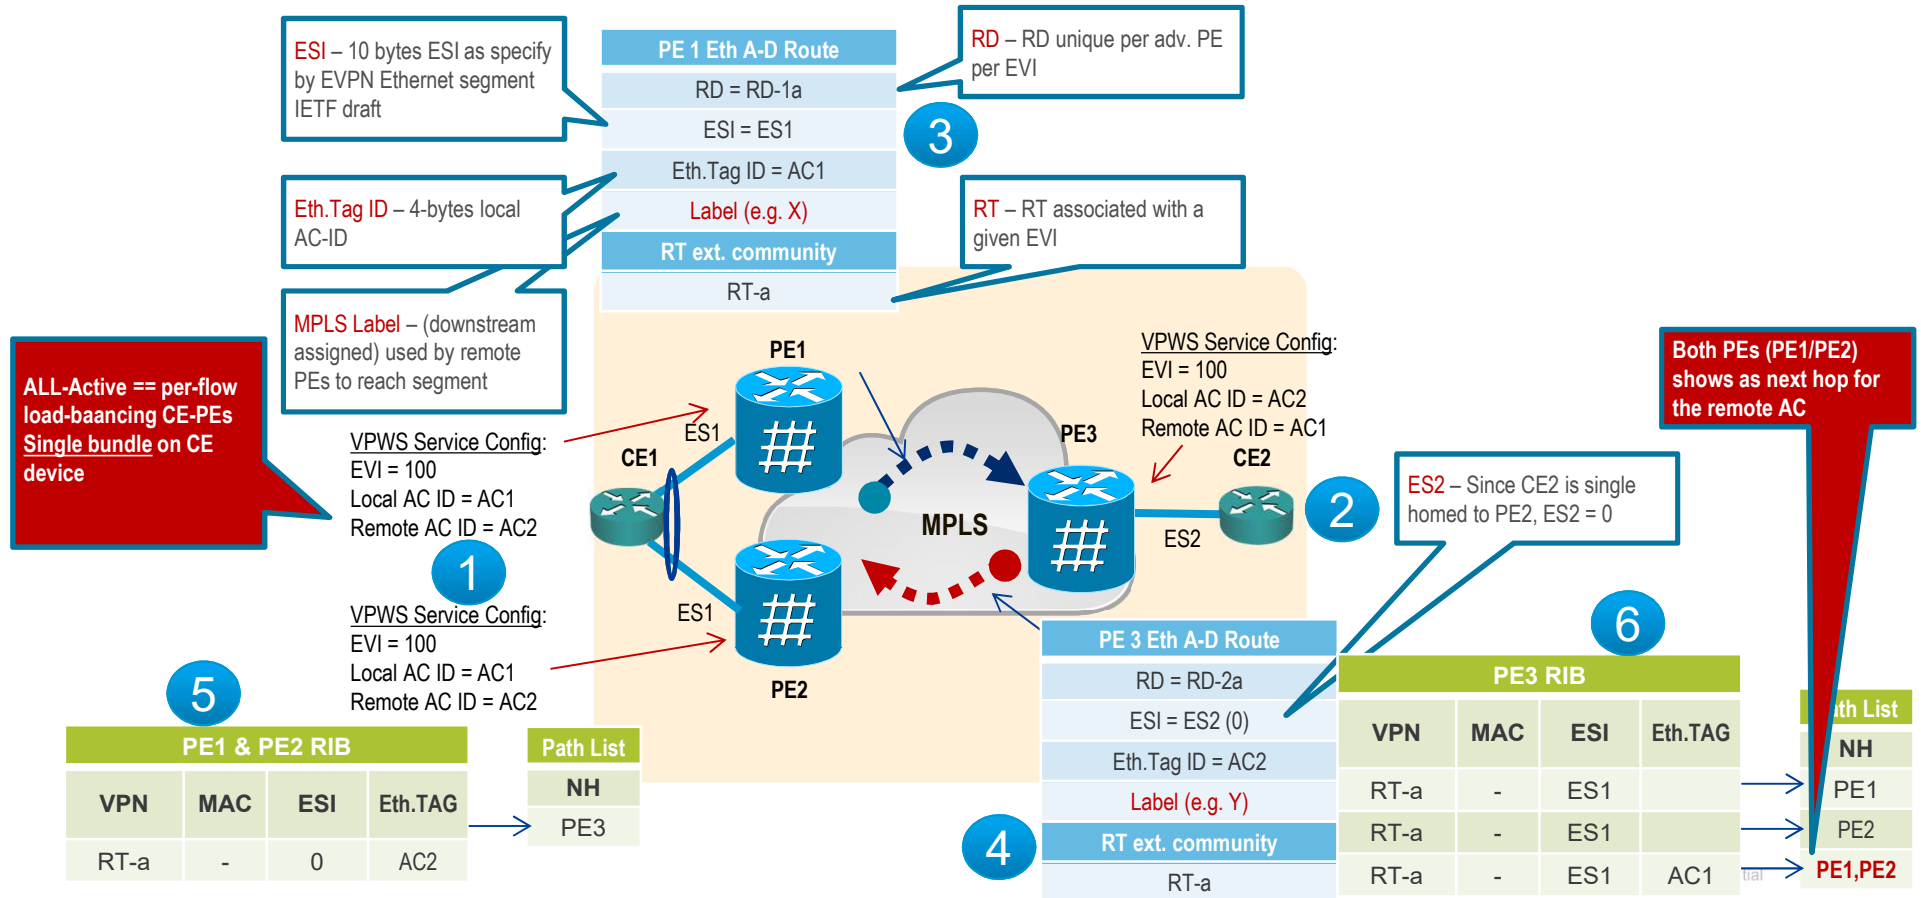 ESI – 10 bytes ESI as specify
by EVPN Ethernet segment
IETF draft
PE 1 Eth A-D Route
RD = RD-1a
ESI = ES1
Eth.Tag ID = AC1
Label (e.g. X)
RT ext. community
RT-a
RD – RD unique per adv. PE
per EVI
3
Eth.Tag ID – 4-bytes local
AC-ID
RT – RT associated with a
given EVI
MPLS Label – (downstream
assigned) used by remote
PEs to reach segment
ALL-Active == per-flow
load-baancing CE-PEs
Single bundle on CE
device
VPWS Service Config:
EVI = 100
Local AC ID = AC1
Remote AC ID = AC2
1
VPWS Service Config:
EVI = 100
Local AC ID = AC1
Remote AC ID = AC2
PE1
ES1
CE1
ES1
PE2
MPLS
PE3
VPWS Service Config:
EVI = 100
Local AC ID = AC2
Remote AC ID = AC1
CE2
ES2
2
Both PEs (PE1/PE2)
shows as next hop for
the remote AC
ES2 – Since CE2 is single
homed to PE2, ES2 = 0
5
PE1 & PE2 RIB
VPN MAC ESI Eth.TAG
RT-a - 0 AC2
Path List
NH
PE3
4
PE 3 Eth A-D Route
RD = RD-2a
ESI = ES2 (0)
Eth.Tag ID = AC2
Label (e.g. Y)
RT ext. community
RT-a
6
PE3 RIB
VPN MAC ESI Eth.TAG
RT-a - ES1
RT-a - ES1
RT-a - ES1 AC1
ath List
NH
PE1
PE2
PE1,PE2
tial